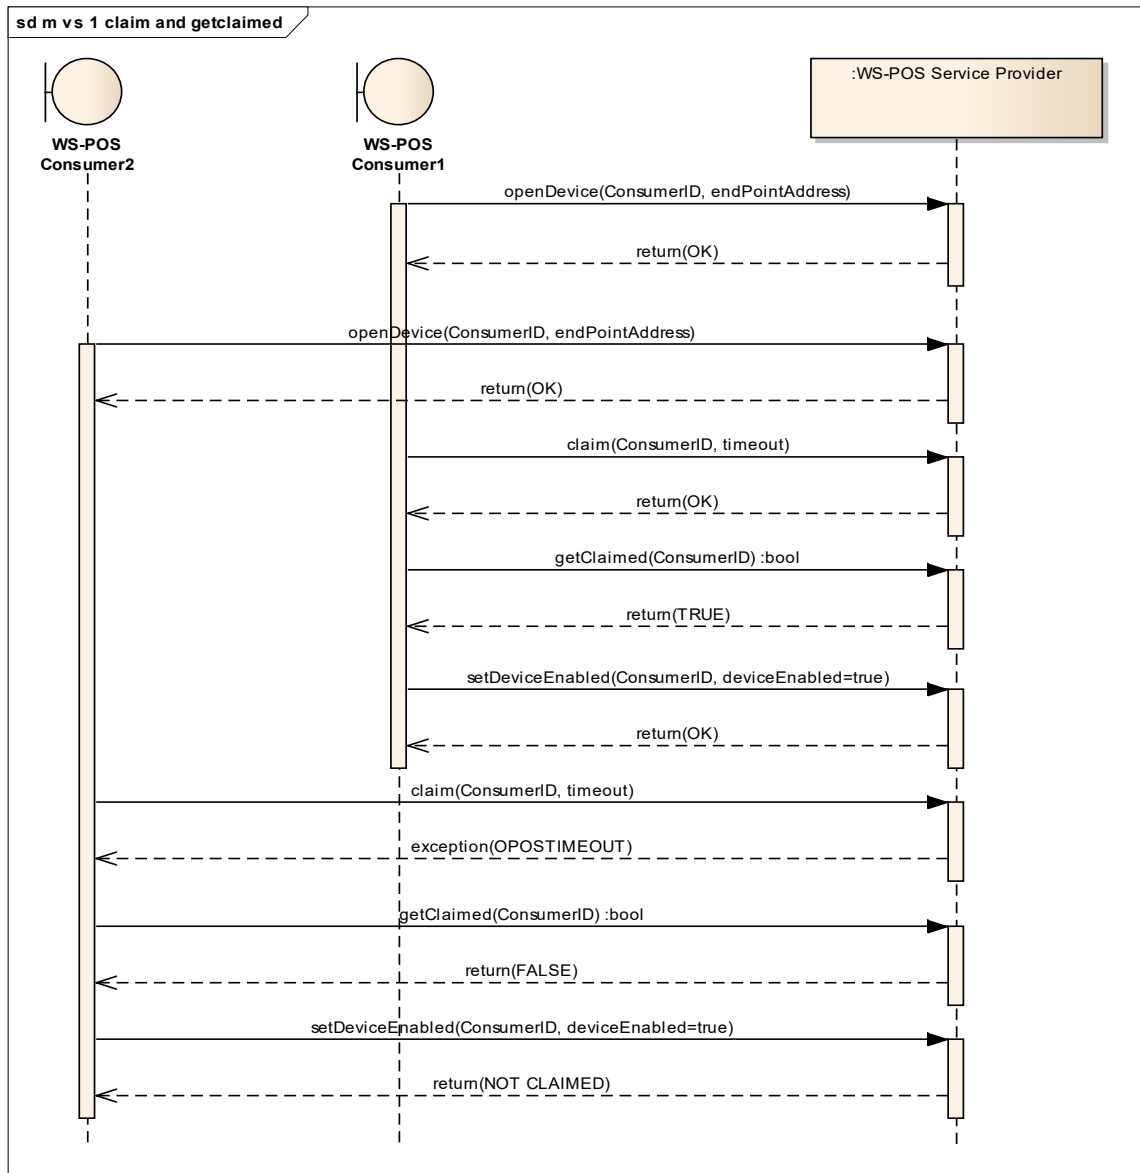 sd m vs 1 claim and getclaimed
:WS-POS Service Provider
WS-POS
Consumer2
WS-POS
Consumer1
openDevice(ConsumerID, endPointAddress)
return(OK)
openDevice(ConsumerID, endPointAddress)
return(OK)
claim(ConsumerID, timeout)
return(OK)
getClaimed(ConsumerID) :bool
return(TRUE)
setDeviceEnabled(ConsumerID, deviceEnabled=true)
return(OK)
claim(ConsumerID, timeout)
exception(OPOSTIMEOUT)
getClaimed(ConsumerID) :bool
return(FALSE)
setDeviceEnabled(ConsumerID, deviceEnabled=true)
return(NOT CLAIMED)